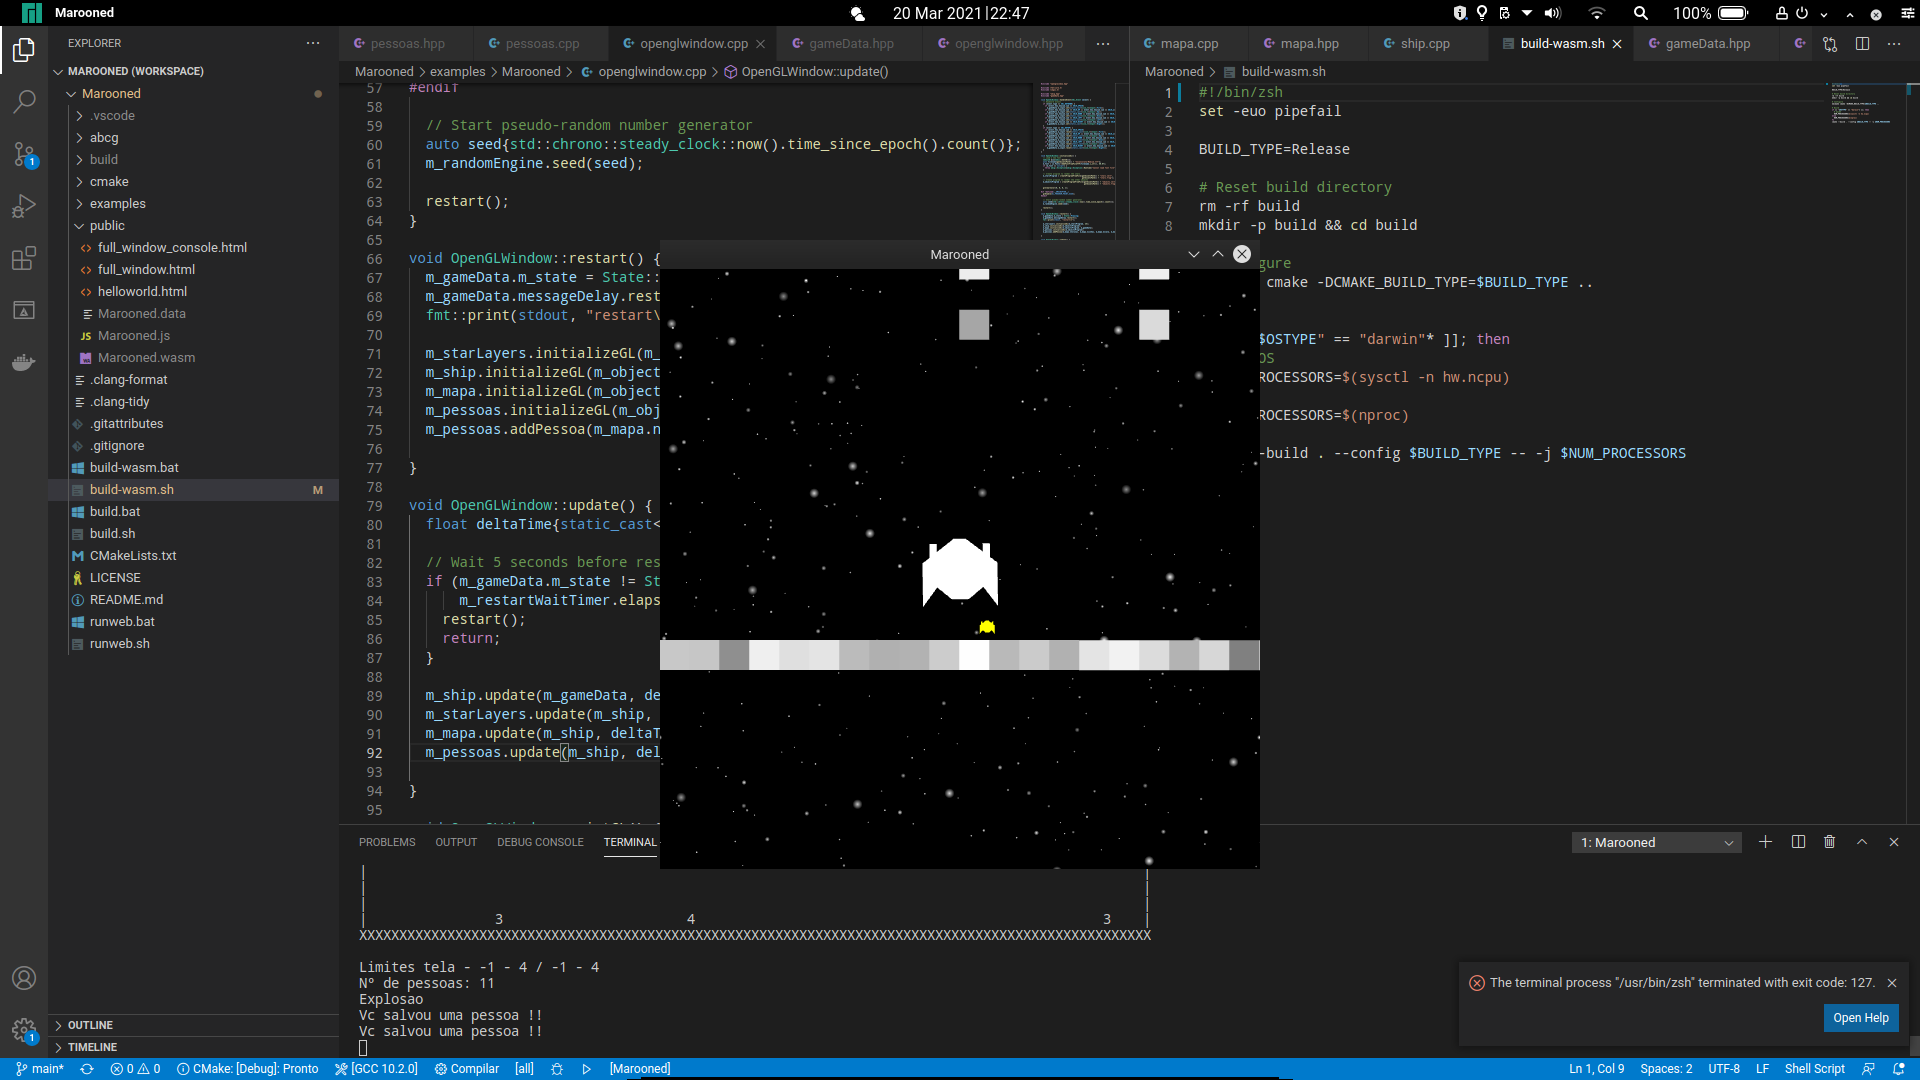 Marooned
20 Mar 2021|22:47
100%
EXPLORER
MAROONED (WORKSPACE)
Marooned
.vscode
abcg
build
cmake
examples
public
full_window_console.html
full_window.html
helloworld.html
Marooned.data
Marooned.js
Marooned.wasm
.clang-format
.clang-tidy
.gitattributes
.gitignore
build-wasm.bat
build-wasm.sh M
build.bat
build.sh
CMakeLists.txt
LICENSE
README.md
runweb.bat
runweb.sh
OUTLINE
TIMELINE
1
1
pessoas.hpp pessoas.cpp openglwindow.cpp gameData.hpp openglwindow.hpp
Marooned > examples > Marooned > openglwindow.cpp > OpenGLWindow::update()
57 #endif
58
59 // Start pseudo-random number generator
60 auto seed{std::chrono::steady_clock::now().time_since_epoch().count()};
61 m_randomEngine.seed(seed);
62
63 restart();
64 }
65
66 void OpenGLWindow::restart() {
67 m_gameData.m_state = State::
68 m_gameData.messageDelay.rest
69 fmt::print(stdout, "restart\
70
71 m_starLayers.initializeGL(m_
72 m_ship.initializeGL(m_object
73 m_mapa.initializeGL(m_object
74 m_pessoas.initializeGL(m_obj
75 m_pessoas.addPessoa(m_mapa.n
76
77 }
78
79 void OpenGLWindow::update() {
80 float deltaTime{static_cast<
81
82 // Wait 5 seconds before res
83 if (m_gameData.m_state != St
84 m_restartWaitTimer.elaps
85 restart();
86 return;
87 }
88
89 m_ship.update(m_gameData, de
90 m_starLayers.update(m_ship,
91 m_mapa.update(m_ship, deltaT
92 m_pessoas.update(m_ship, del
93
94 }
95
mapa.cpp mapa.hpp ship.cpp build-wasm.sh gameData.hpp
Marooned > build-wasm.sh
1 #!/bin/zsh
2 set -euo pipefail
3
4 BUILD_TYPE=Release
5
6 # Reset build directory
7 rm -rf build
8 mkdir -p build && cd build
gure
cmake -DCMAKE_BUILD_TYPE=$BUILD_TYPE ..
$OSTYPE" == "darwin"* ]]; then
OS
ROCESSORS=$(sysctl -n hw.ncpu)
ROCESSORS=$(nproc)
-build . --config $BUILD_TYPE -- -j $NUM_PROCESSORS
Marooned
PROBLEMS OUTPUT DEBUG CONSOLE TERMINAL
1: Marooned
| |
| |
| |
| 3 4 3 |
XXXXXXXXXXXXXXXXXXXXXXXXXXXXXXXXXXXXXXXXXXXXXXXXXXXXXXXXXXXXXXXXXXXXXXXXXXXXXXXXXXXXXXXXXXXXXXXXXXX
Limites tela - -1 - 4 / -1 - 4
Nº de pessoas: 11
Explosao
Vc salvou uma pessoa !!
Vc salvou uma pessoa !!
The terminal process "/usr/bin/zsh" terminated with exit code: 127.
Open Help
main* 0 0 CMake: [Debug]: Pronto [GCC 10.2.0] Compilar [all] [Marooned]
Ln 1, Col 9 Spaces: 2 UTF-8 LF Shell Script